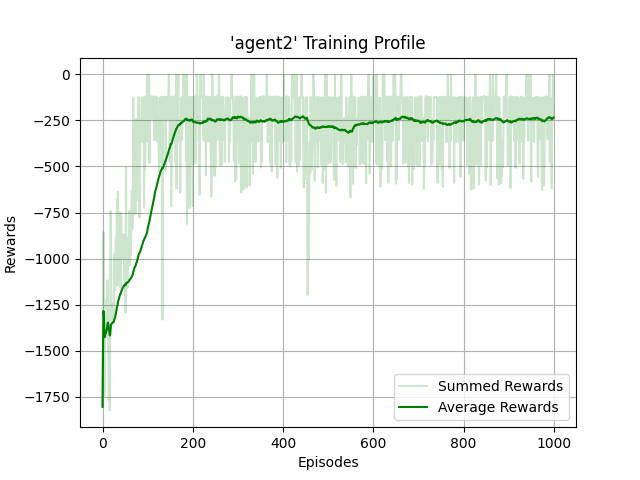 'agent2' Training Profile
0
−250
−500
−750
−1000
−1250
−1500
−1750
Rewards
0 200 400 600 800 1000
Episodes
Summed Rewards
Average Rewards